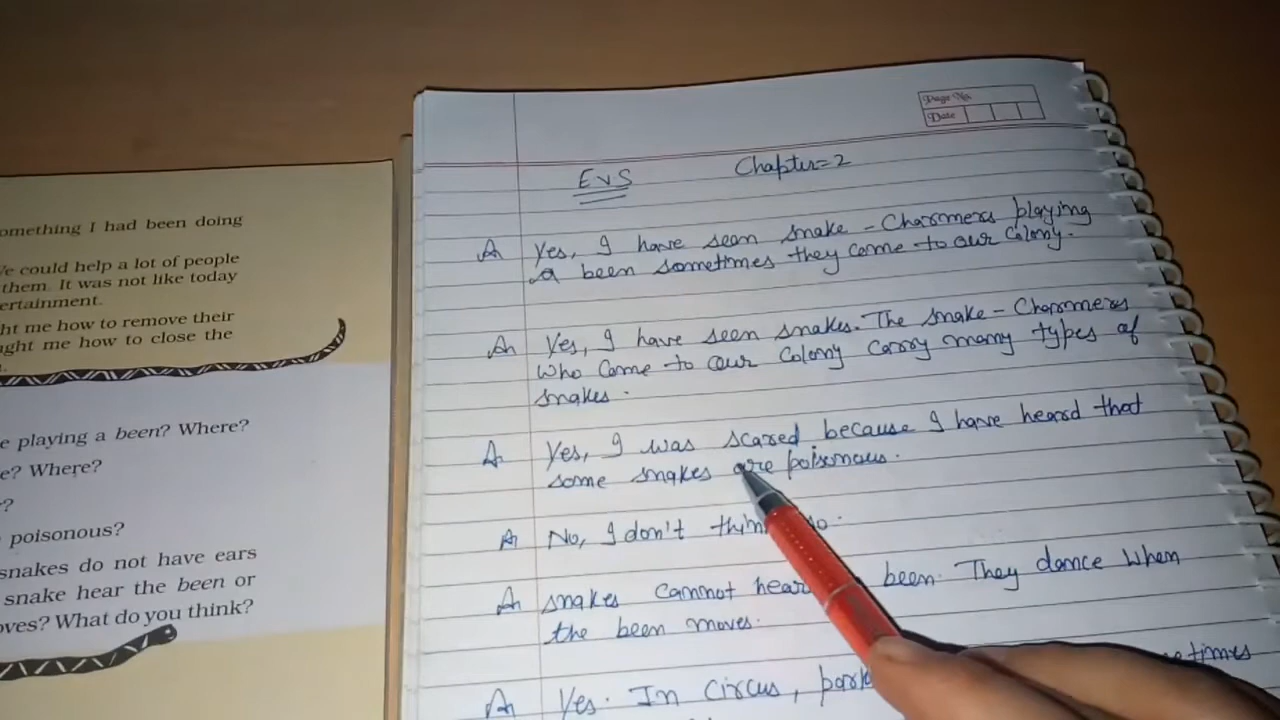 omething I had been doing
e could help a lot of people
them. It was not like today
ertainment.
ht me how to remove their
ught me how to close the
e playing a been? Where?
e? Where?
r?
poisonous?
snakes do not have ears
snake hear the been or
oves? What do you think?
Page No.
Date
EVS Chapter=2
A Yes, I have seen snake-Charmers playing
a been sometimes they come to our Colony.
A Yes, I have seen snakes. The snake-Charmers
who come to our Colony carry many types of
snakes.
A Yes, I was scared because I have heard that
some snakes are poisonous.
A No, I don't so.
A snakes cannot hear been. They dance when
the been moves.
A Yes. In Circus,